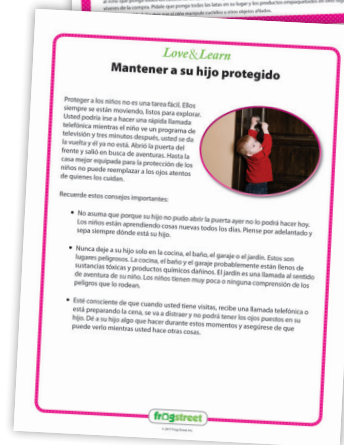 Love & Learn
Mantener a su hijo protegido
Proteger a los niños no es una tarea fácil. Ellos
siempre se están moviendo, listos para explorar.
Usted podría irse a hacer una rápida llamada
telefónica mientras el niño ve un programa de
televisión y tres minutos después, usted se da
la vuelta y él ya no está. Abrió la puerta del
frente y salió en busca de aventuras. Hasta la
casa mejor equipada para la protección de los
niños no puede reemplazar a los ojos atentos
de quienes los cuidan.
Recuerde estos consejos importantes:
• No asuma que porque su hijo no pudo abrir la puerta ayer no lo podrá hacer hoy.
Los niños están aprendiendo cosas nuevas todos los días. Piense por adelantado y
sepa siempre dónde está su hijo.
• Nunca deje a su hijo solo en la cocina, el baño, el garaje o al jardín. Estos son
lugares peligrosos. La cocina, el baño y el garaje probablemente están llenos de
sustancias tóxicas y productos químicos dañinos. El jardín es una llamada al sentido
de aventura de su niño. Los niños tienen muy poca o ninguna comprensión de los
peligros que lo rodean.
• Esté consciente de que cuando usted tiene visitas, recibe una llamada telefónica o
está preparando la cena, se va a distraer y no podrá tener los ojos puestos en su
hijo. Dé a su hijo algo que hacer durante estos momentos y asegúrese de que
puede verlo mientras usted hace otras cosas.
frogstreet